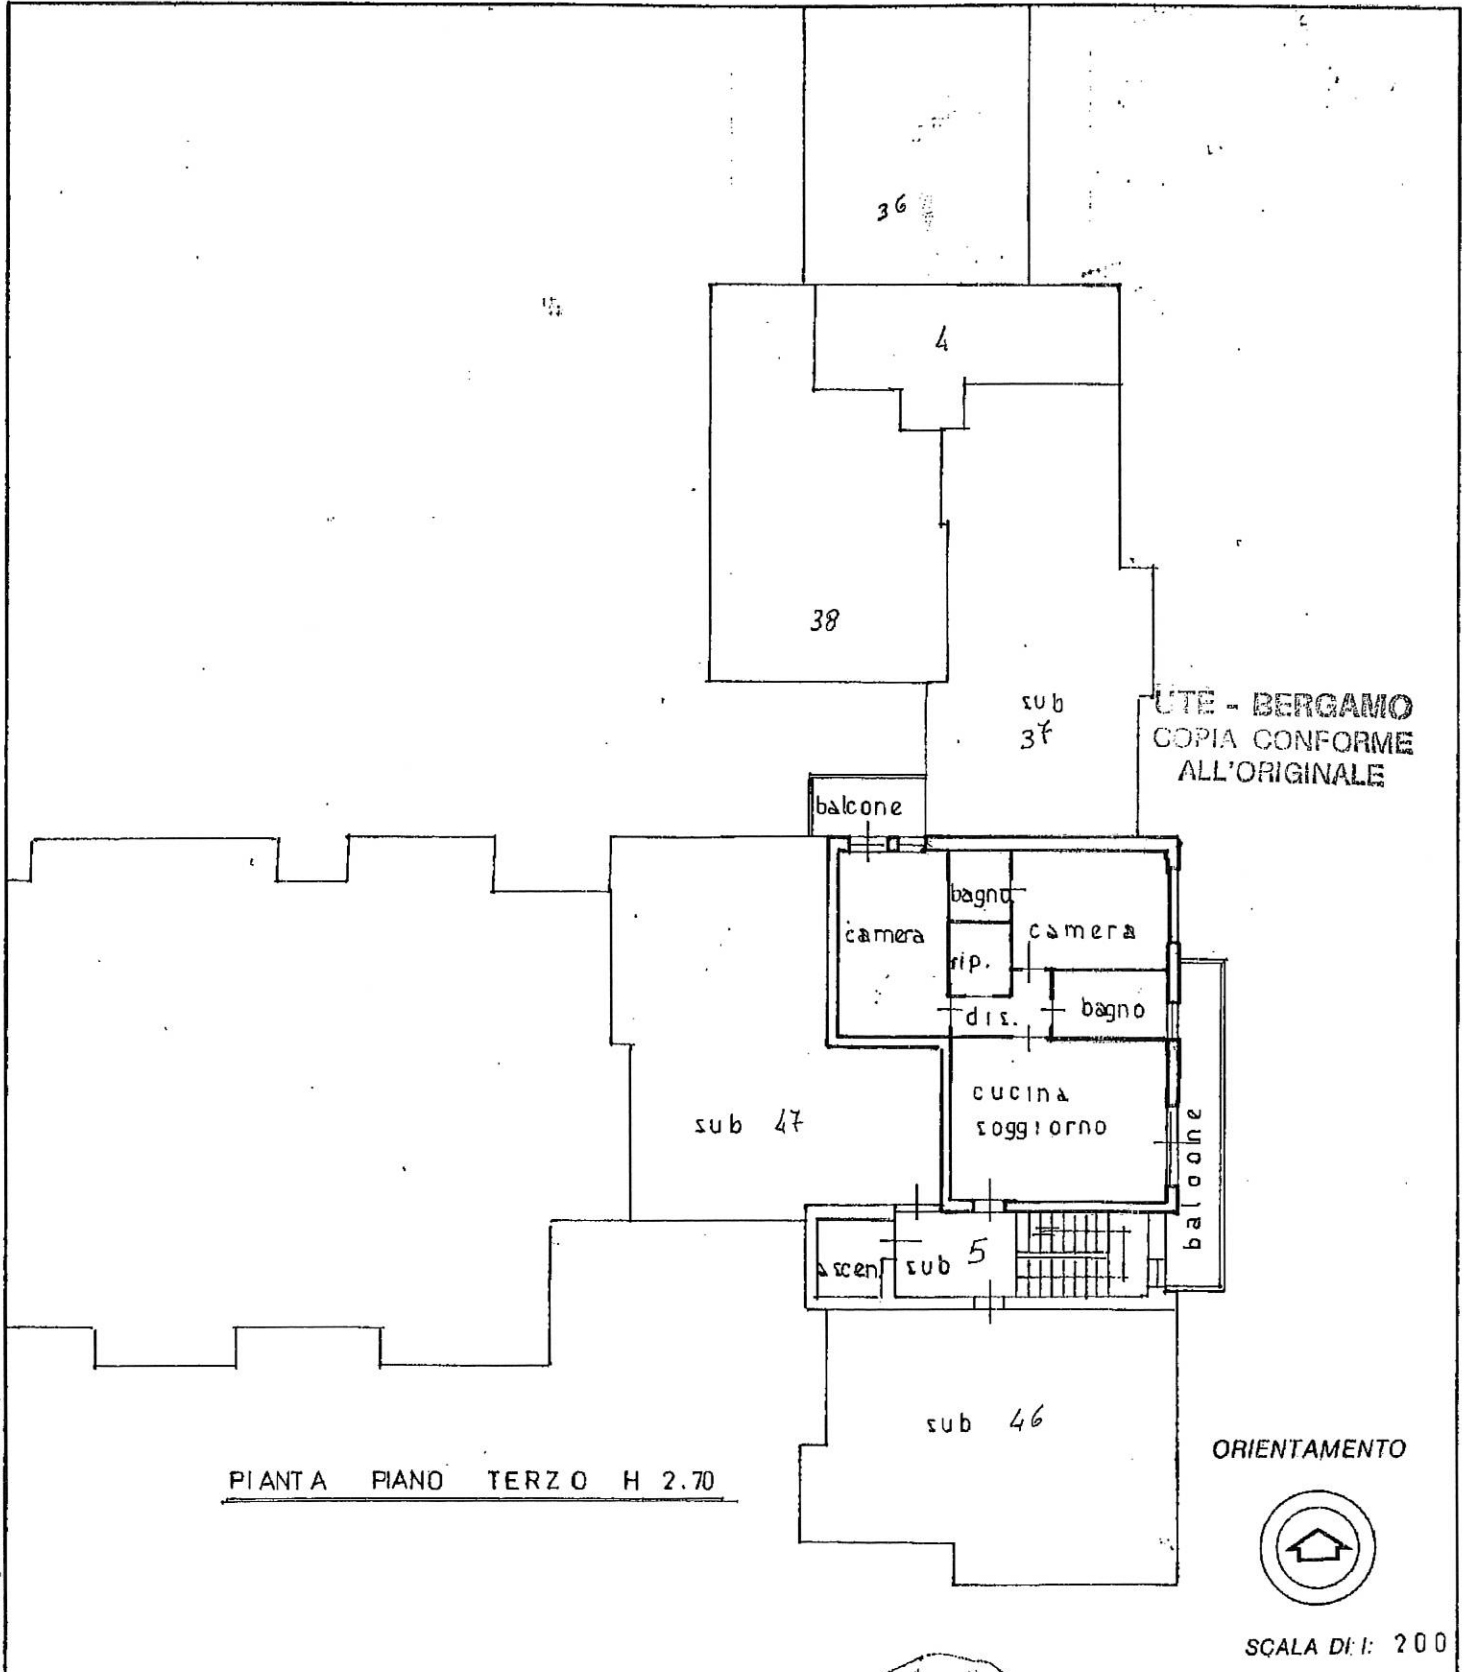 36
4
38
sub
37
UTE - BERGAMO
COPIA CONFORME
ALL'ORIGINALE
balcone
bagno
camera
camera
rip.
bagno
dis.
cucina
soggiorno
sub 47
balcone
ascen
sub 5
sub 46
ORIENTAMENTO
PIANTA PIANO TERZO H 2.70
SCALA DI 1: 200